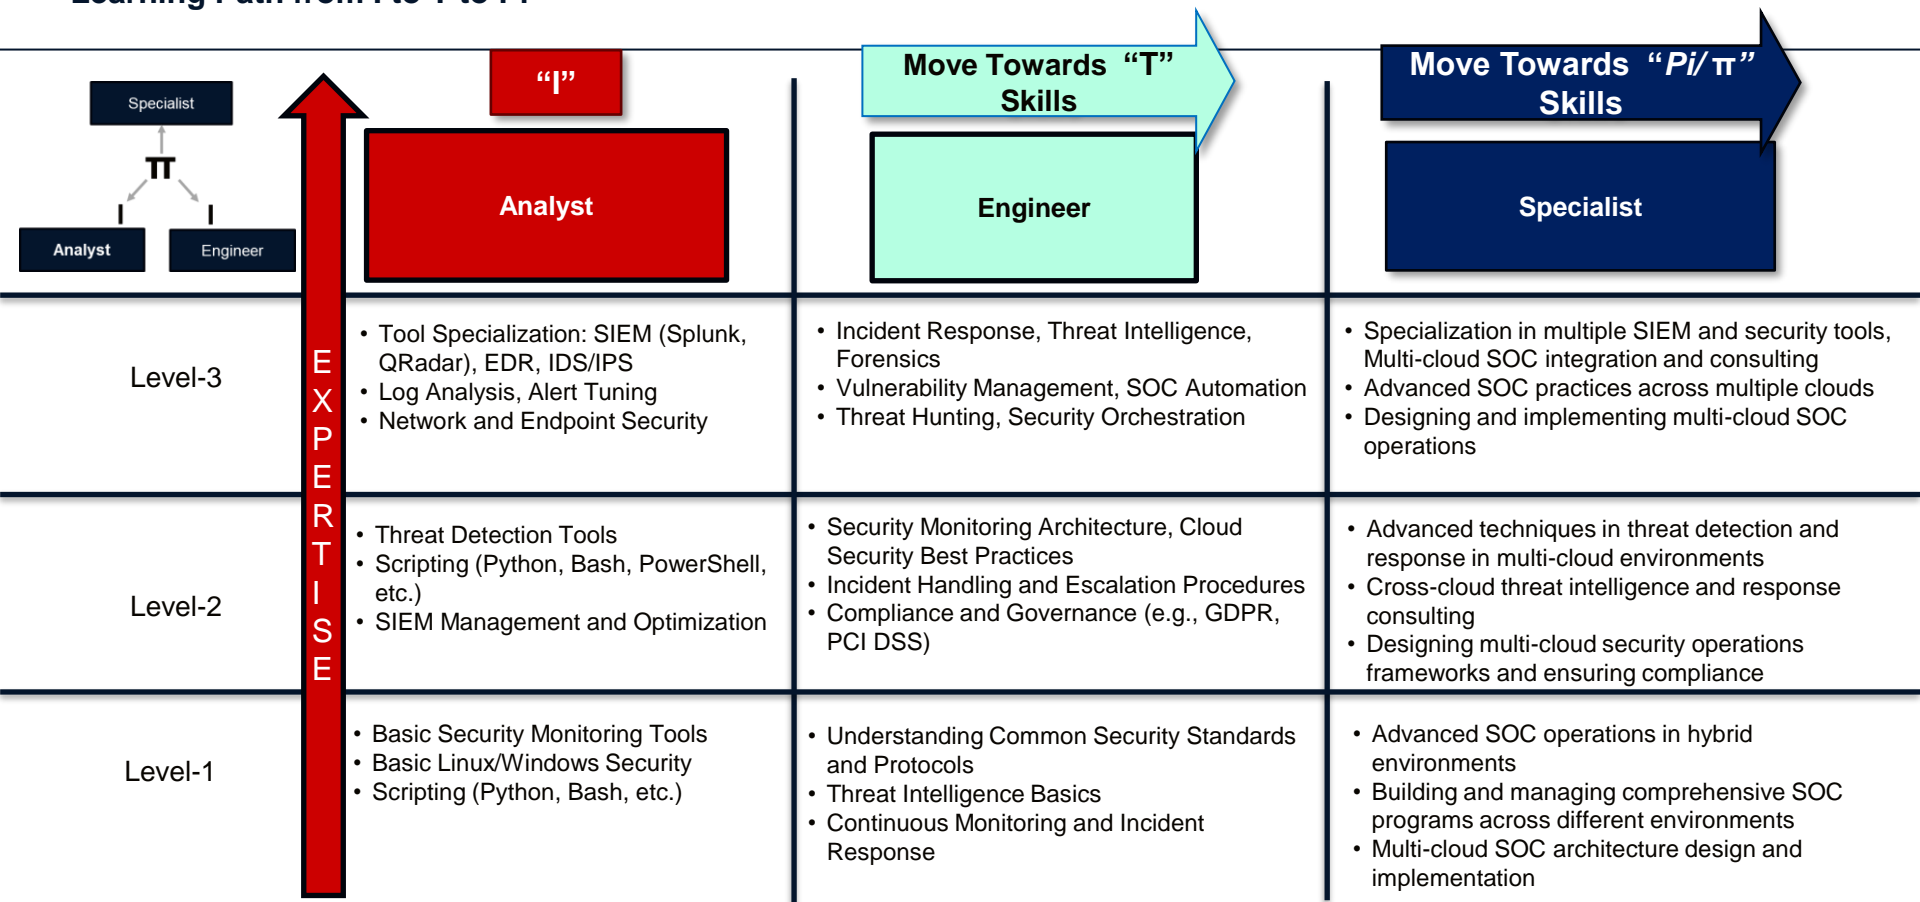 “I”
Move Towards “T”
Skills
Move Towards “Pi/π”
Skills
Specialist
π
I
I
Analyst
Engineer
Analyst
Engineer
Specialist
EXPERTISE
Level-3
• Tool Specialization: SIEM (Splunk,
QRadar), EDR, IDS/IPS
• Log Analysis, Alert Tuning
• Network and Endpoint Security
• Incident Response, Threat Intelligence,
Forensics
• Vulnerability Management, SOC Automation
• Threat Hunting, Security Orchestration
• Specialization in multiple SIEM and security tools,
Multi-cloud SOC integration and consulting
• Advanced SOC practices across multiple clouds
• Designing and implementing multi-cloud SOC
operations
Level-2
• Threat Detection Tools
• Scripting (Python, Bash, PowerShell,
etc.)
• SIEM Management and Optimization
• Security Monitoring Architecture, Cloud
Security Best Practices
• Incident Handling and Escalation Procedures
• Compliance and Governance (e.g., GDPR,
PCI DSS)
• Advanced techniques in threat detection and
response in multi-cloud environments
• Cross-cloud threat intelligence and response
consulting
• Designing multi-cloud security operations
frameworks and ensuring compliance
Level-1
• Basic Security Monitoring Tools
• Basic Linux/Windows Security
• Scripting (Python, Bash, etc.)
• Understanding Common Security Standards
and Protocols
• Threat Intelligence Basics
• Continuous Monitoring and Incident
Response
• Advanced SOC operations in hybrid
environments
• Building and managing comprehensive SOC
programs across different environments
• Multi-cloud SOC architecture design and
implementation